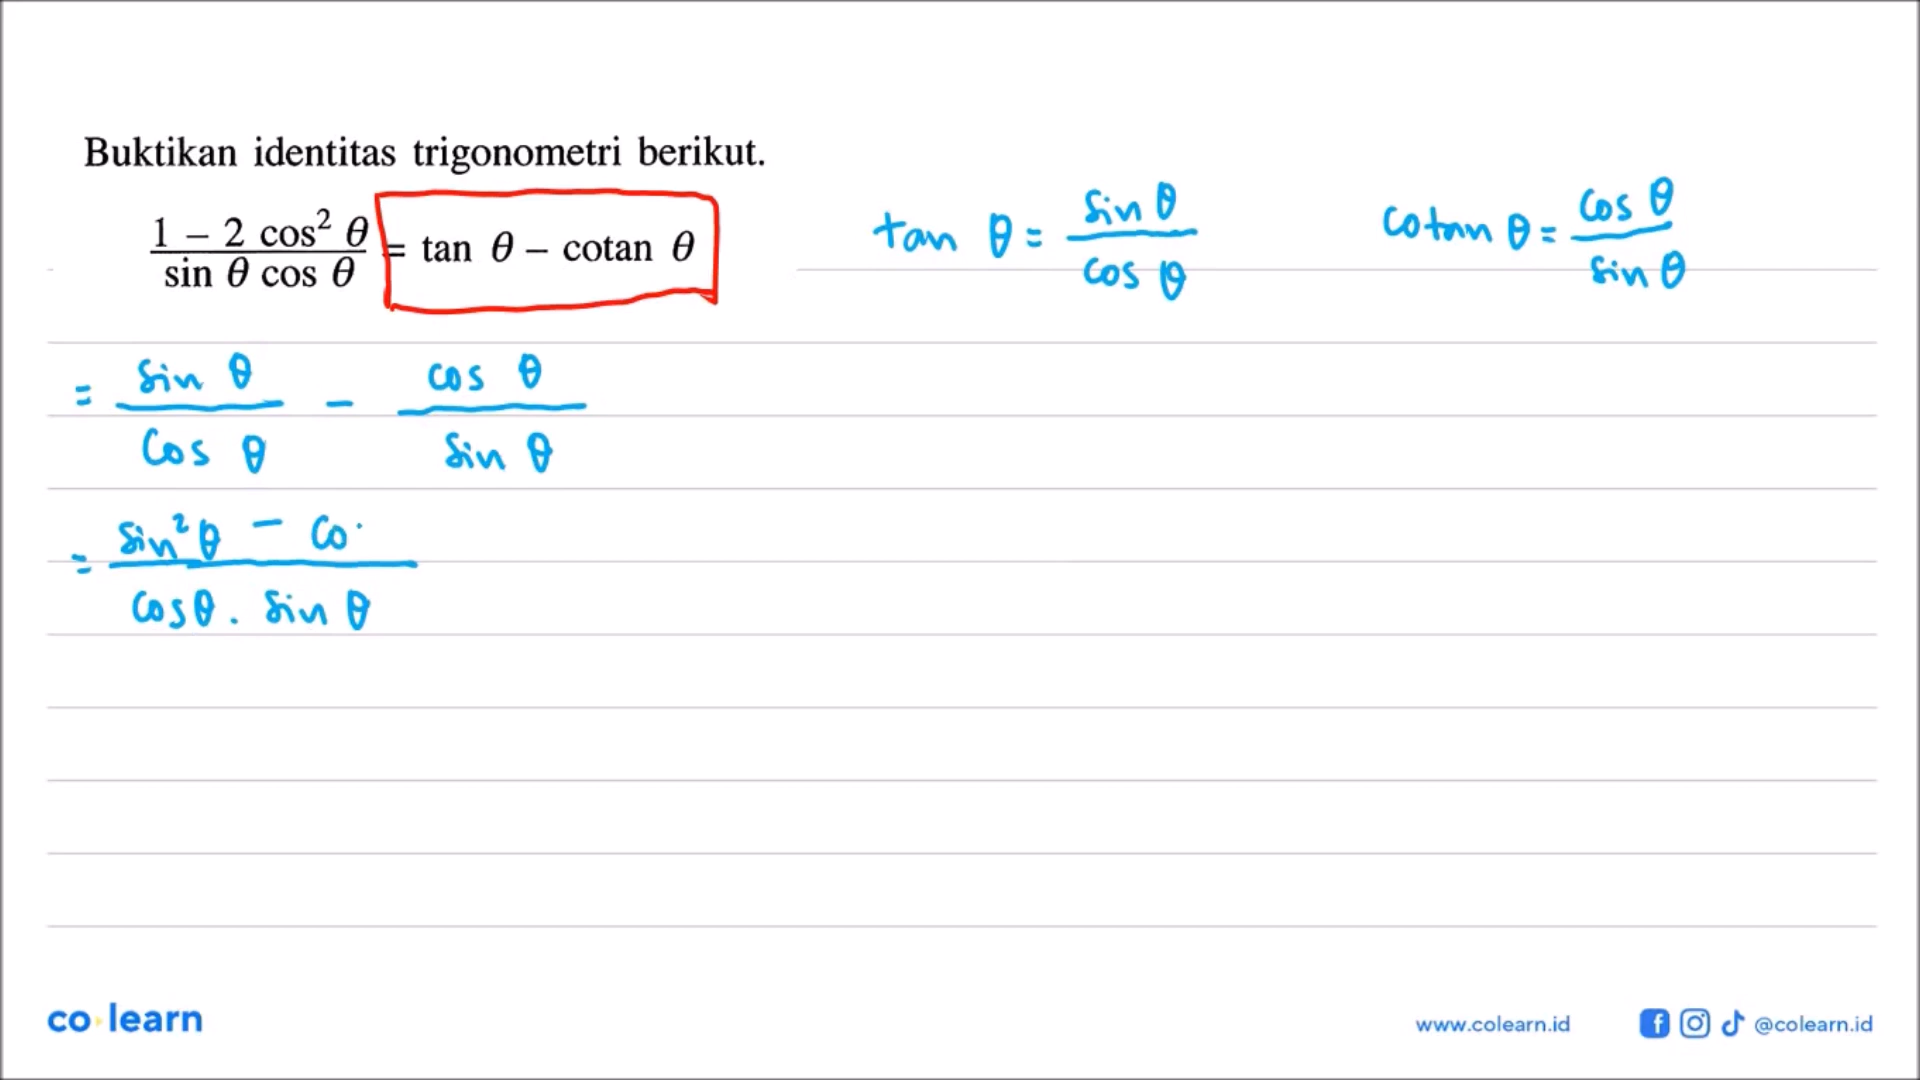 Buktikan identitas trigonometri berikut.
1 – 2 cos² θ
sin θ cos θ
= tan θ – cotan θ
tan θ = sin θ
cos θ
cotan θ = cos θ
sin θ
= sin θ – cos θ
cos θ sin θ
= sin²θ – co
cosθ . sin θ
co learn
www.colearn.id @colearn.id